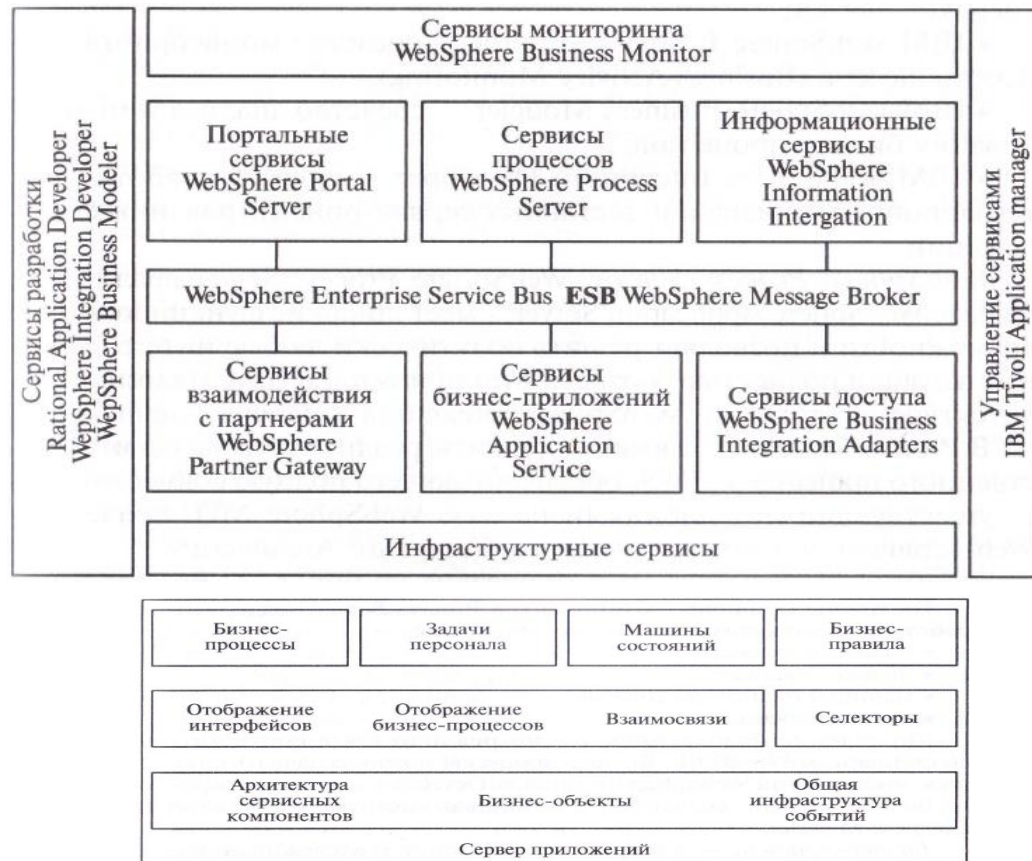 Сервисы мониторинга
WebSphere Business Monitor
Сервисы разработки
Rational Application Developer
WepSphere Integration Developer
WepSphere Business Modeler
Портальные
сервисы
WebSphere Portal
Server
Сервисы
процессов
WebSphere Process
Server
Информационные
сервисы
WebSphere
Information
Intergation
WebSphere Enterprise Service Bus ESB WebSphere Message Broker
Сервисы
взаимодействия
с партнерами
WebSphere
Partner Gateway
Сервисы
бизнес-приложений
WebSphere
Application
Service
Сервисы доступа
WebSphere Business
Integration Adapters
Управление сервисами
IBM Tivoli Application manager
Инфраструктурные сервисы
Бизнес-
процессы
Задачи
персонала
Машины
состояний
Бизнес-
правила
Отображение
интерфейсов
Отображение
бизнес-процессов
Взаимосвязи
Селекторы
Архитектура
сервисных
компонентов
Бизнес-объекты
Общая
инфраструктура
событий
Сервер приложений